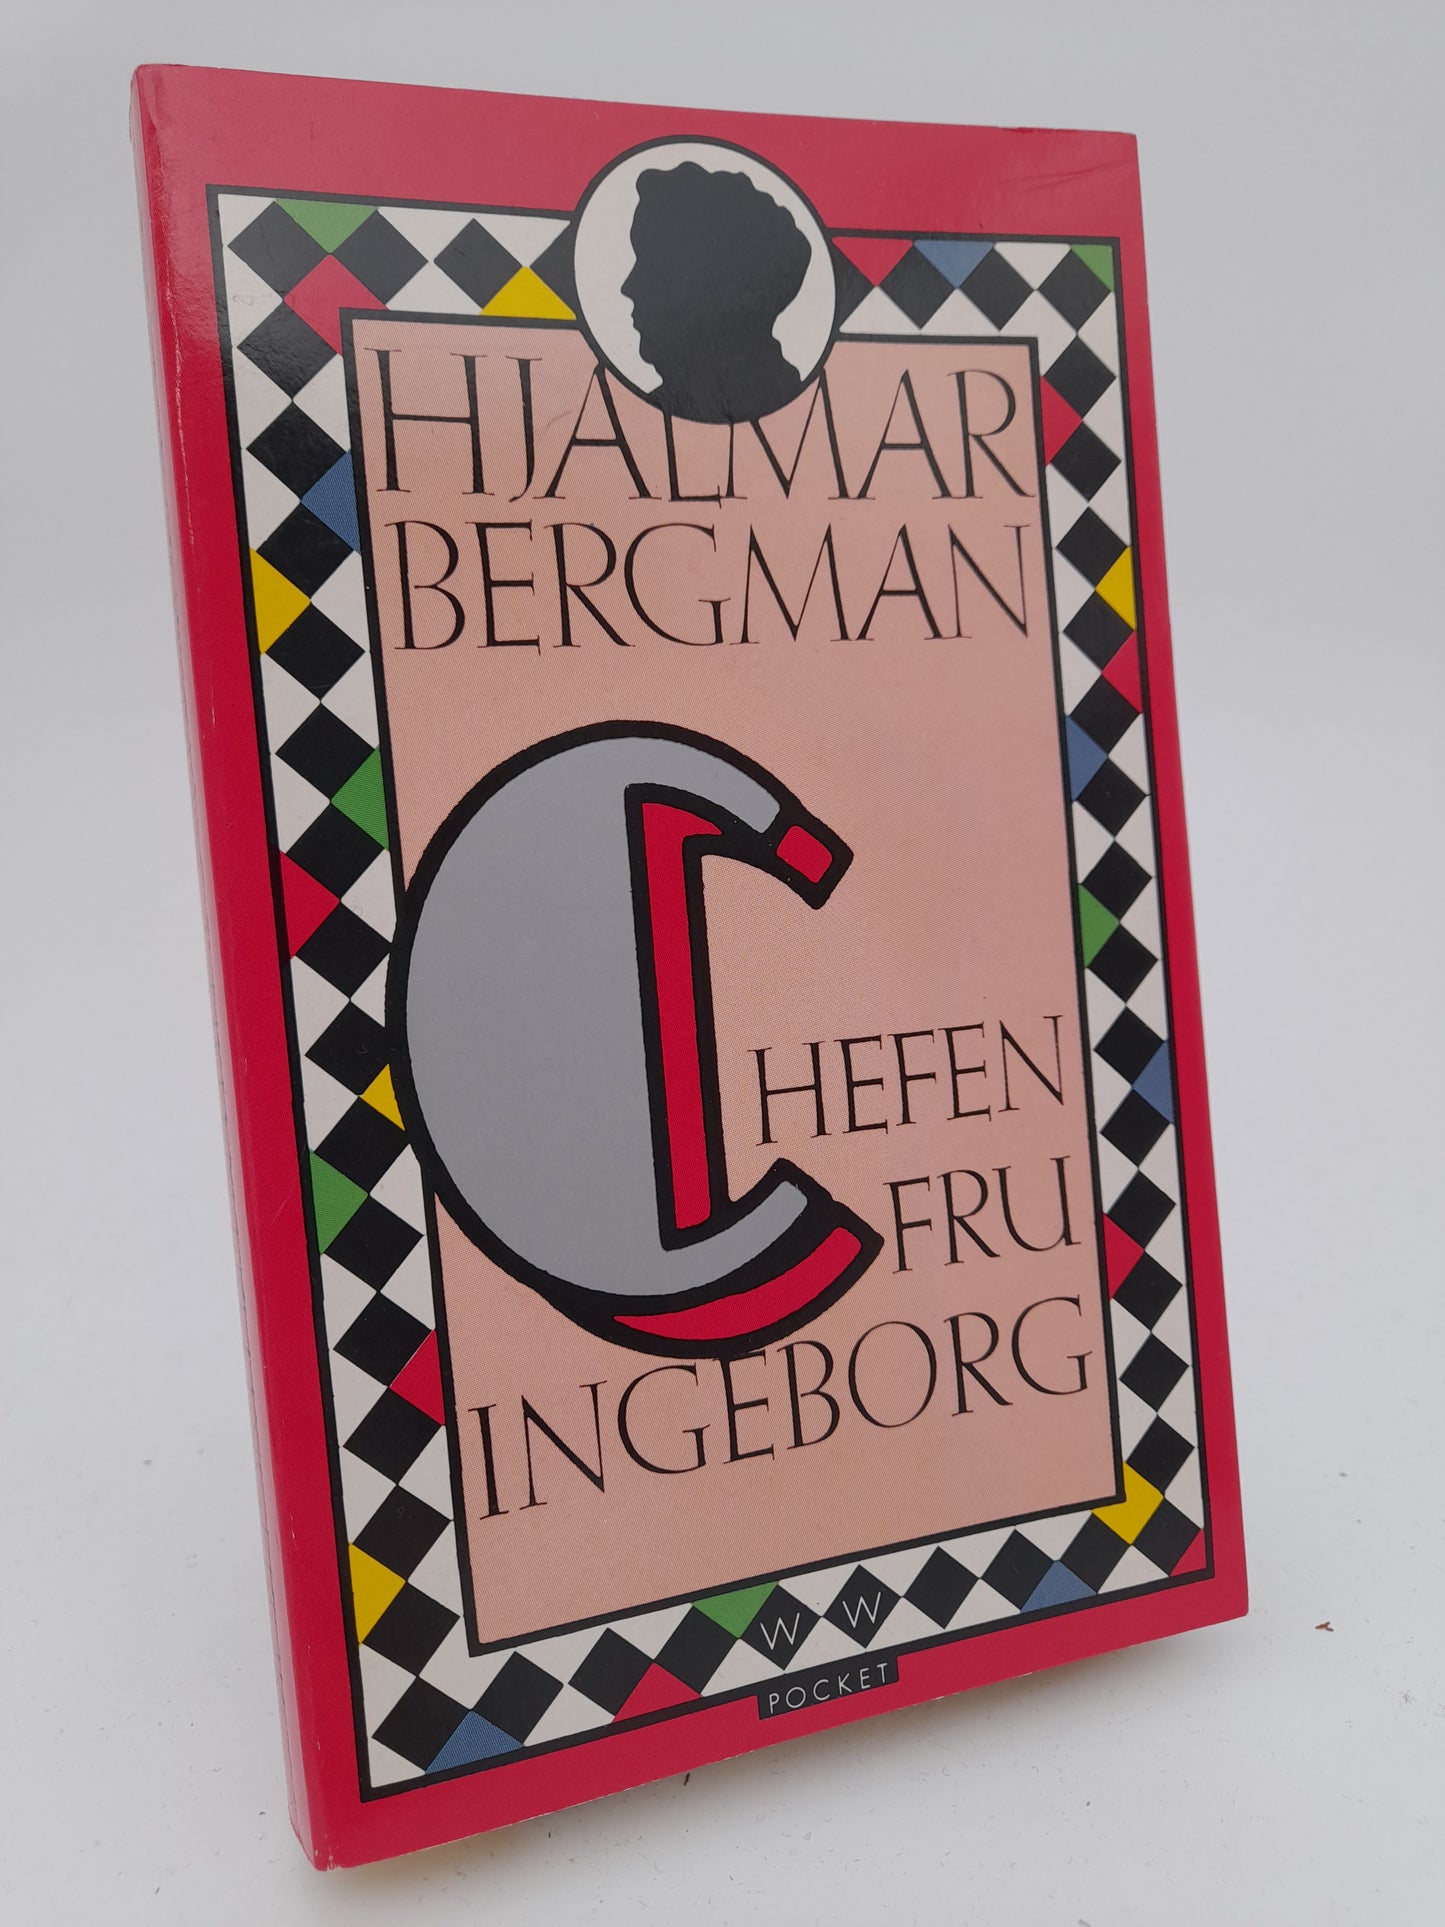 HJALMAR
BERGMAN
CHEFEN
FRU
INGEBORG
W W
POCKET